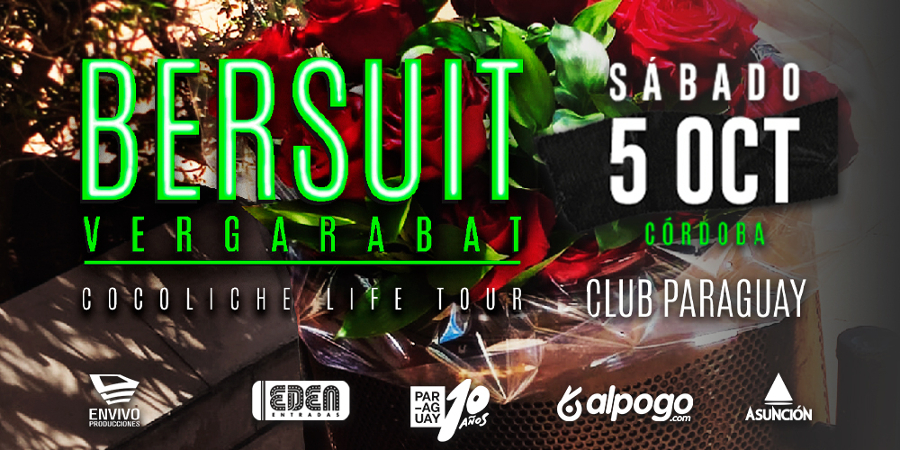 BERSUIT
VERGARABAT
COCOLICHE LIFE TOUR
SÁBADO
5 OCT
CÓRDOBA
CLUB PARAGUAY
ENVIVO
PRODUCCIONES
EDEN
ENTRADAS
PAR
-AG
UAY
10
AÑOS
alpogo
.com
ASUNCIÓN